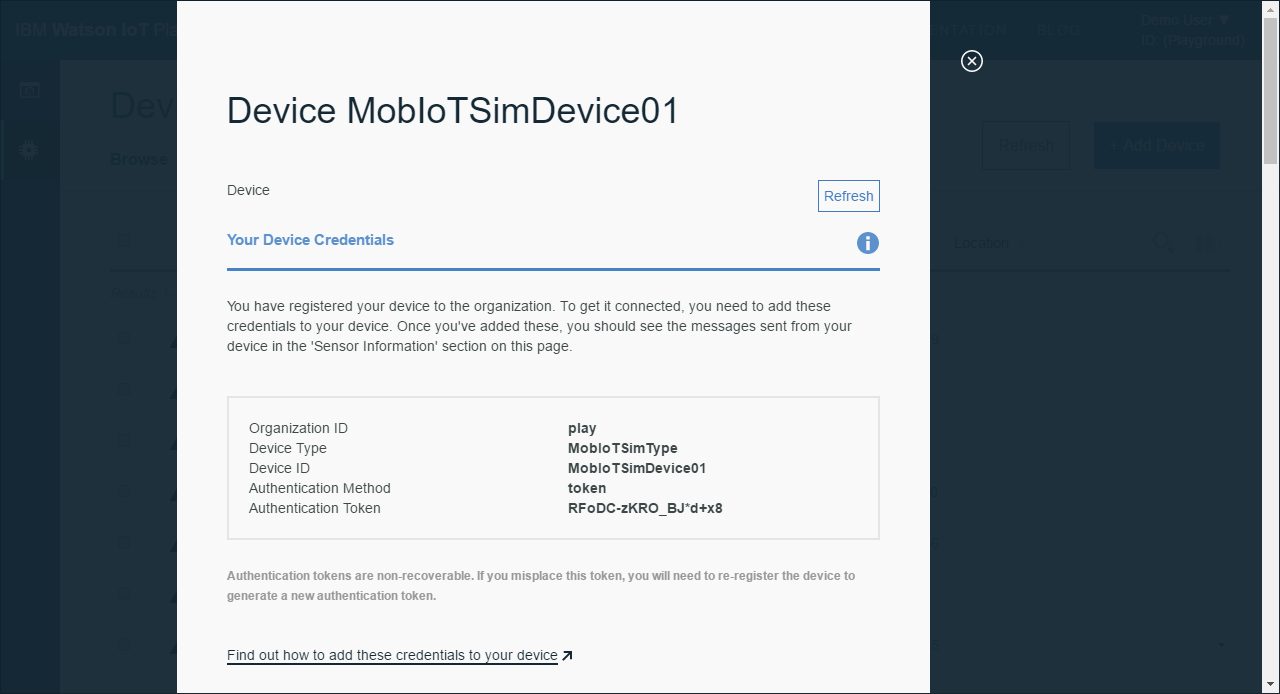 IBM Watson IoT Pla
NTATION BLOG
Demo User ▼
ID: (Playground)
Dev
Browse
Refresh
+ Add Device
Location
Device MobIoTSimDevice01
Device
Refresh
Your Device Credentials
You have registered your device to the organization. To get it connected, you need to add these
credentials to your device. Once you've added these, you should see the messages sent from your
device in the 'Sensor Information' section on this page.
Organization ID play
Device Type MobIoTSimType
Device ID MobIoTSimDevice01
Authentication Method token
Authentication Token RFoDC-zKRO_BJ*d+x8
Authentication tokens are non-recoverable. If you misplace this token, you will need to re-register the device to
generate a new authentication token.
Find out how to add these credentials to your device